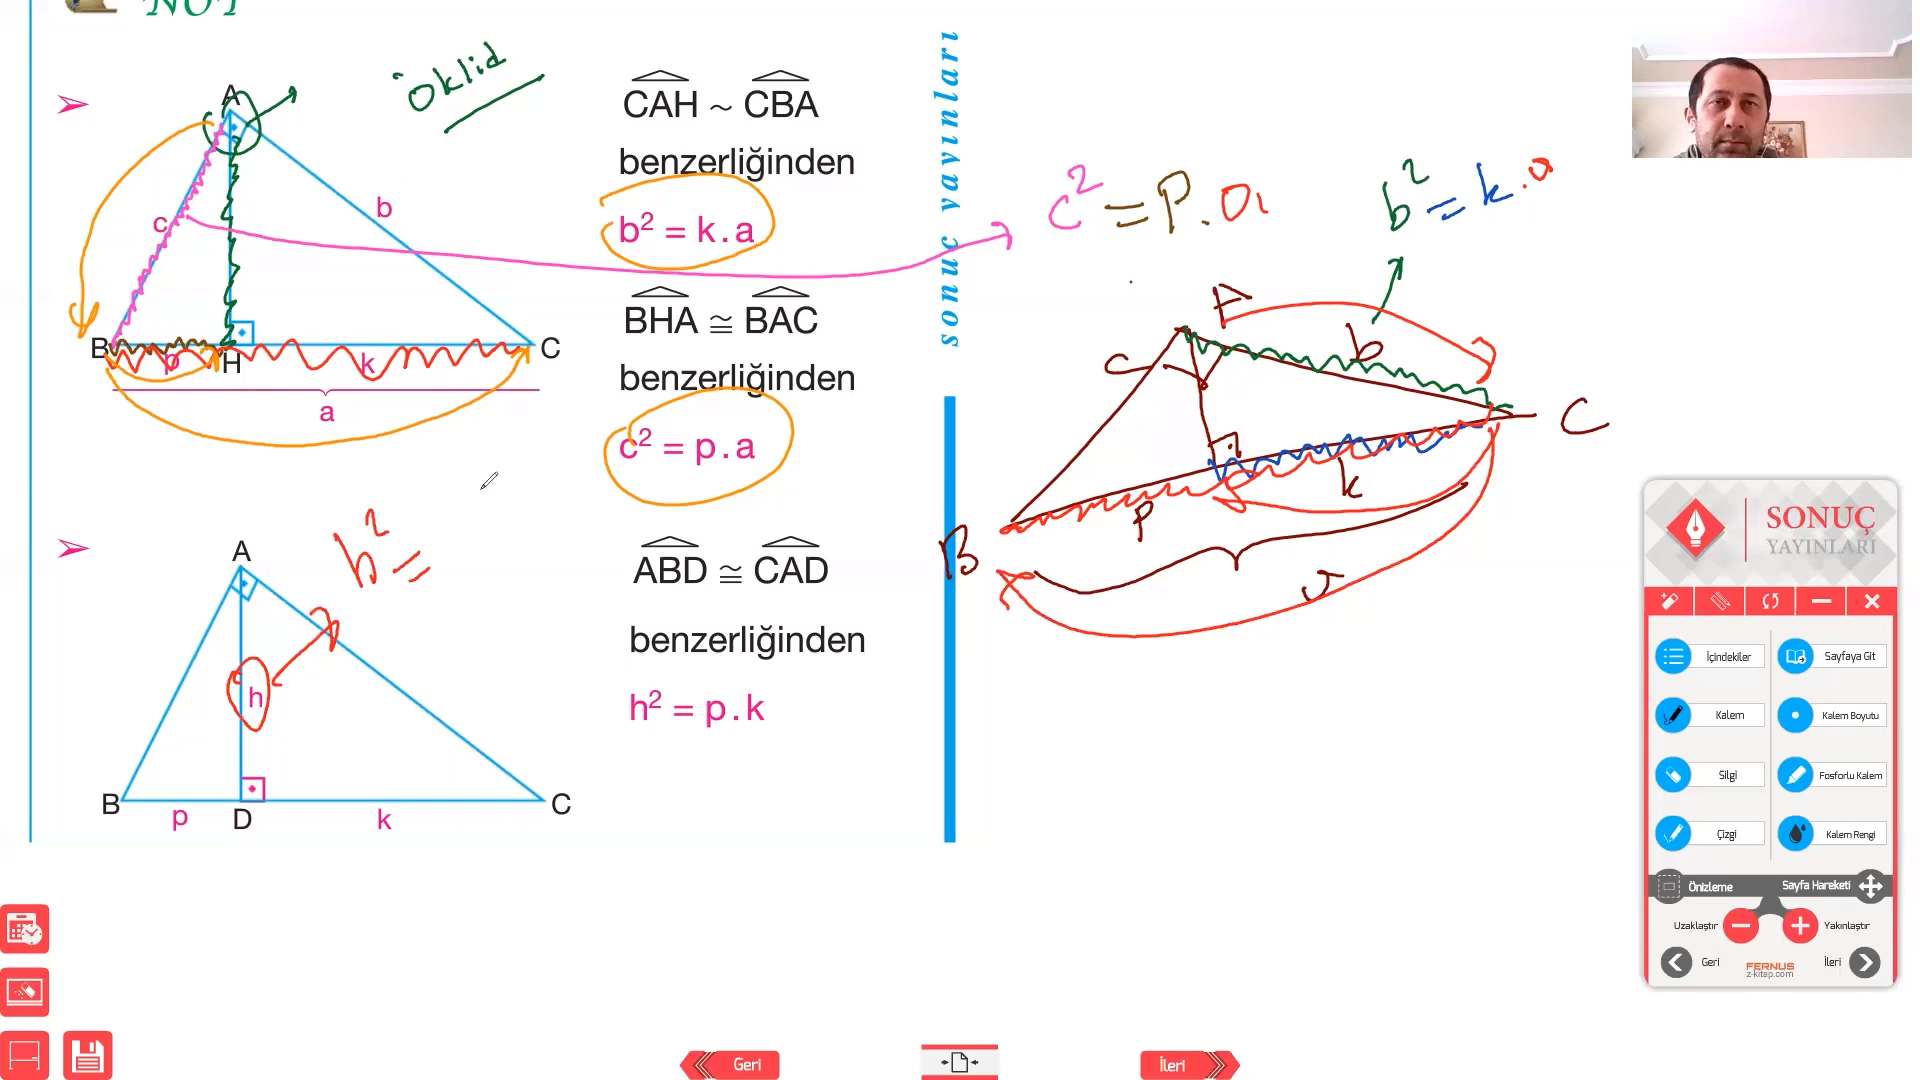 NOT
A
c
b
B
p
H
k
C
a
öklid
CAH ~ CBA
benzerliğinden
b² = k.a
BHA ≅ BAC
benzerliğinden
c² = p.a
A
h
B
p
D
k
C
h² =
ABD ≅ CAD
benzerliğinden
h² = p.k
sonuç yayınları
c² = p.a
b² = k.a
A
c
b
C
k
p
B
SONUÇ
YAYINLARI
İçindekiler
Sayfaya Git
Kalem
Kalem Boyutu
Silgi
Fosforlu Kalem
Çizgi
Kalem Rengi
Önizleme
Sayfa Hareketi
Uzaklaştır
Yakınlaştır
Geri
FERNUS
z-kitap.com
İleri
Geri
İleri